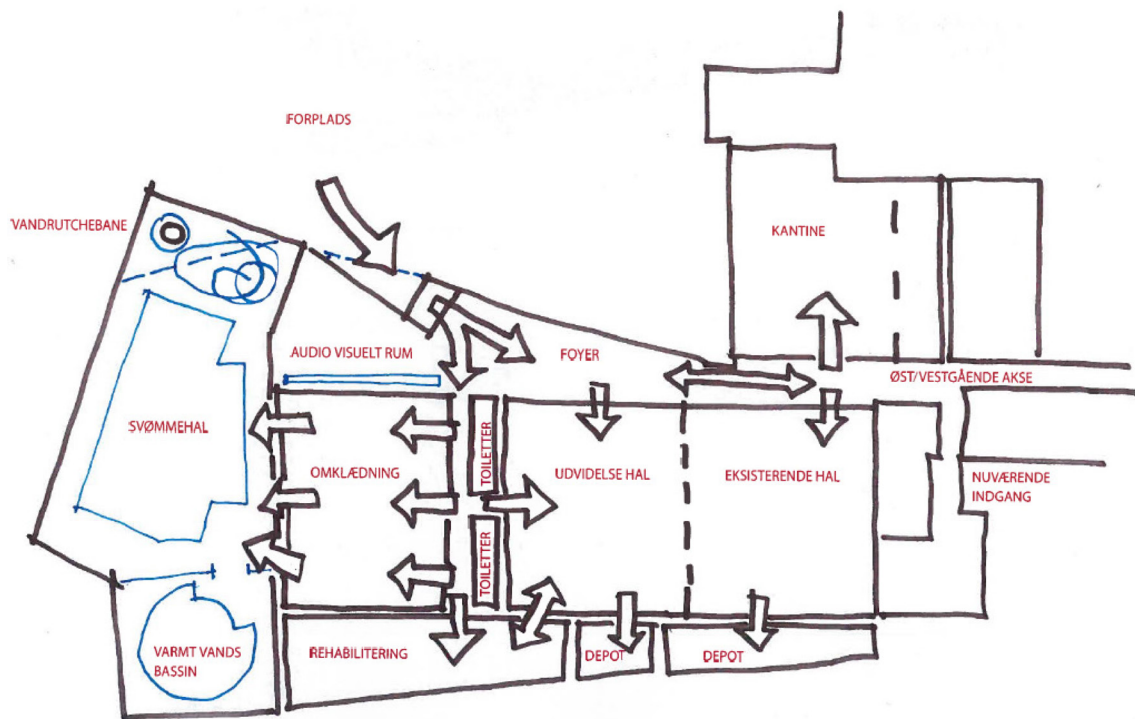 FORPLADS
VANDRUTCHEBANE
KANTINE
AUDIO VISUELT RUM
FOYER
ØST/VESTGÅENDE AKSE
SVØMMEHAL
OMKLÆDNING
TOILETTER
UDVIDELSE HAL
EKSISTERENDE HAL
NUVÆRENDE
INDGANG
TOILETTER
VARMT VANDS
BASSIN
REHABILITERING
DEPOT
DEPOT